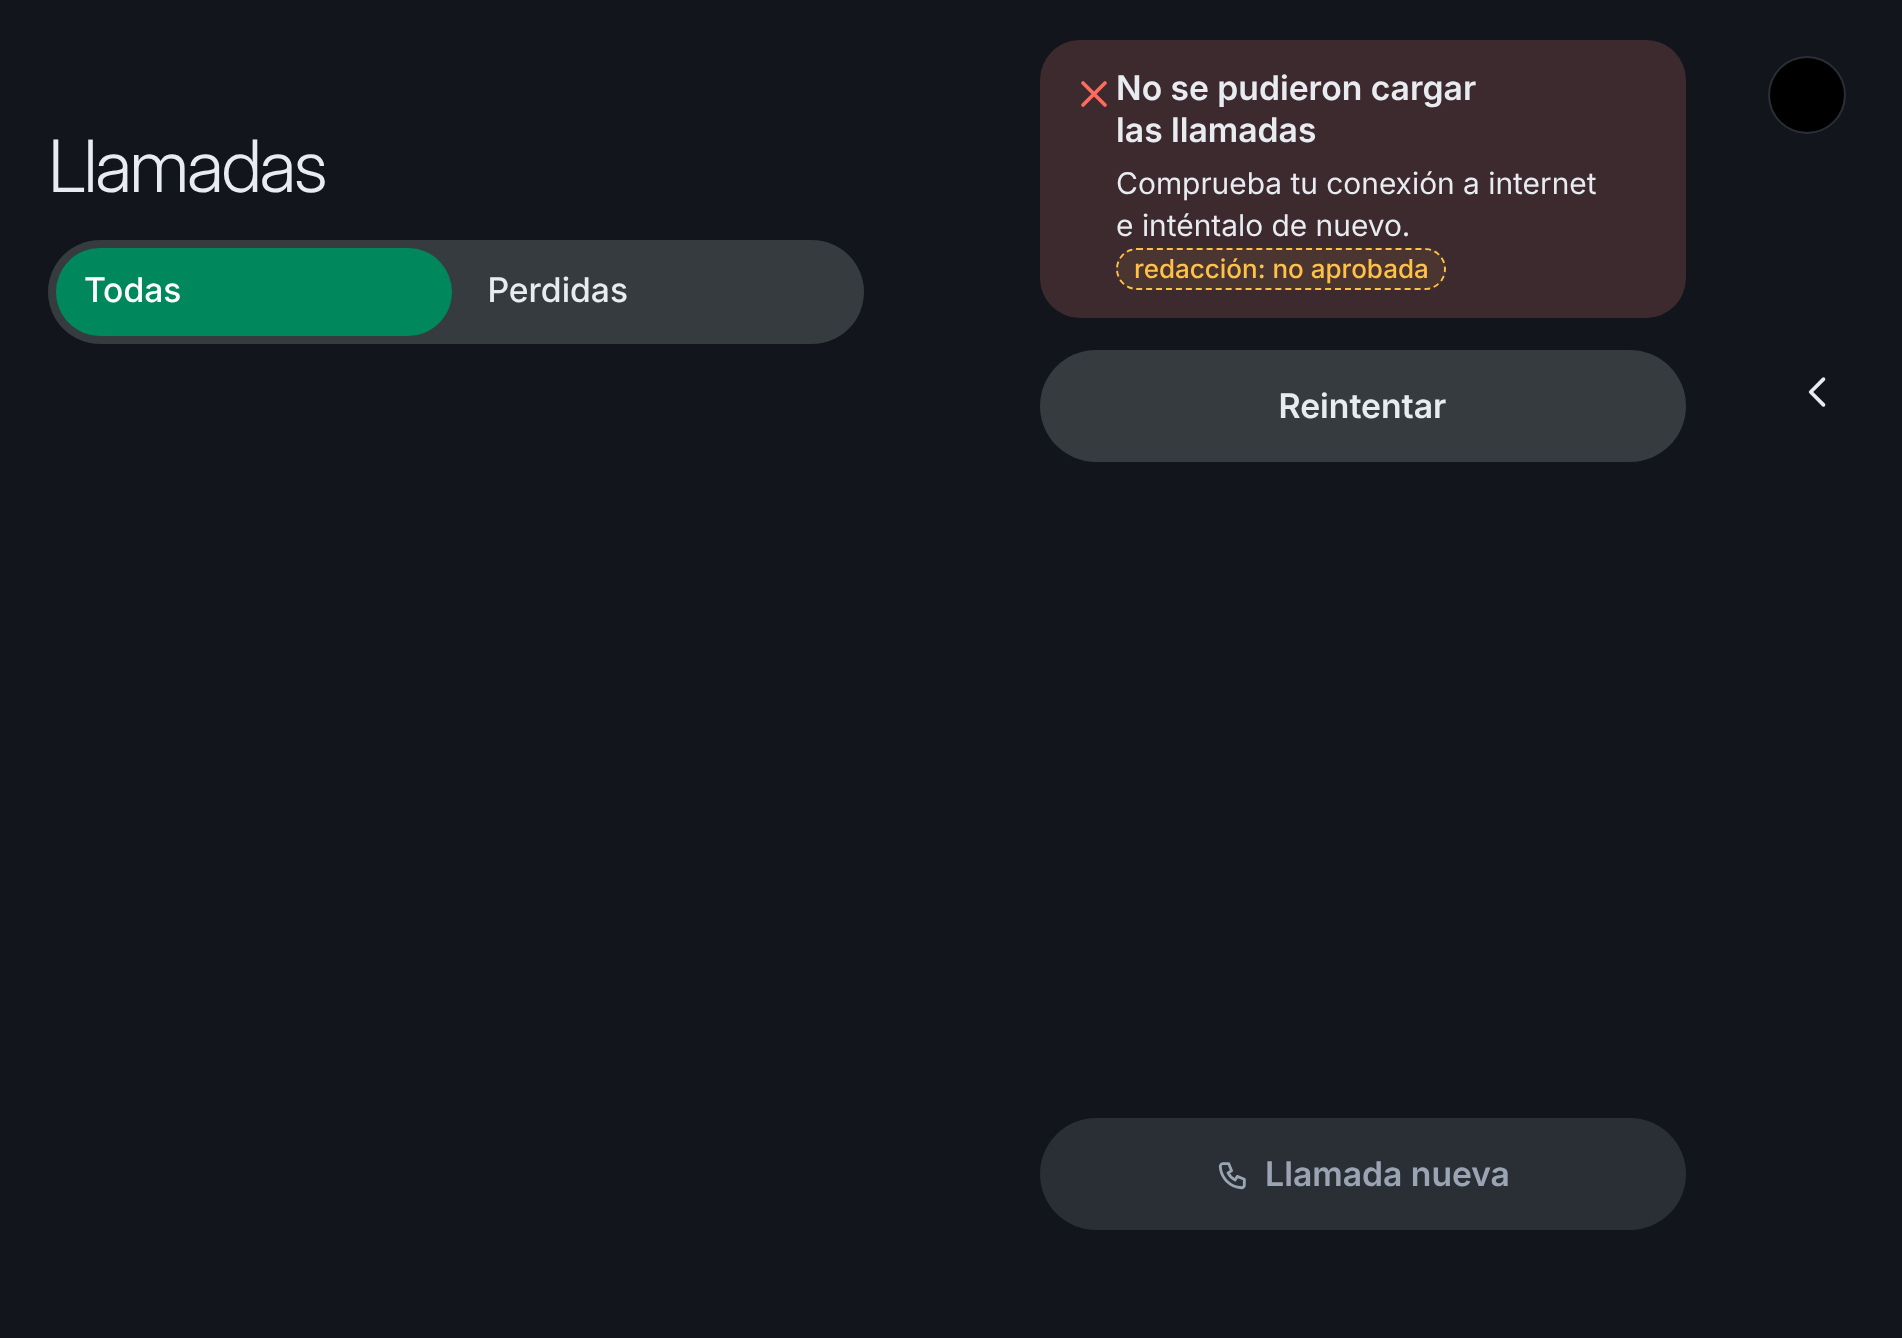 Llamadas
Todas
Perdidas
No se pudieron cargar
las llamadas
Comprueba tu conexión a internet
e inténtalo de nuevo.
redacción: no aprobada
Reintentar
Llamada nueva